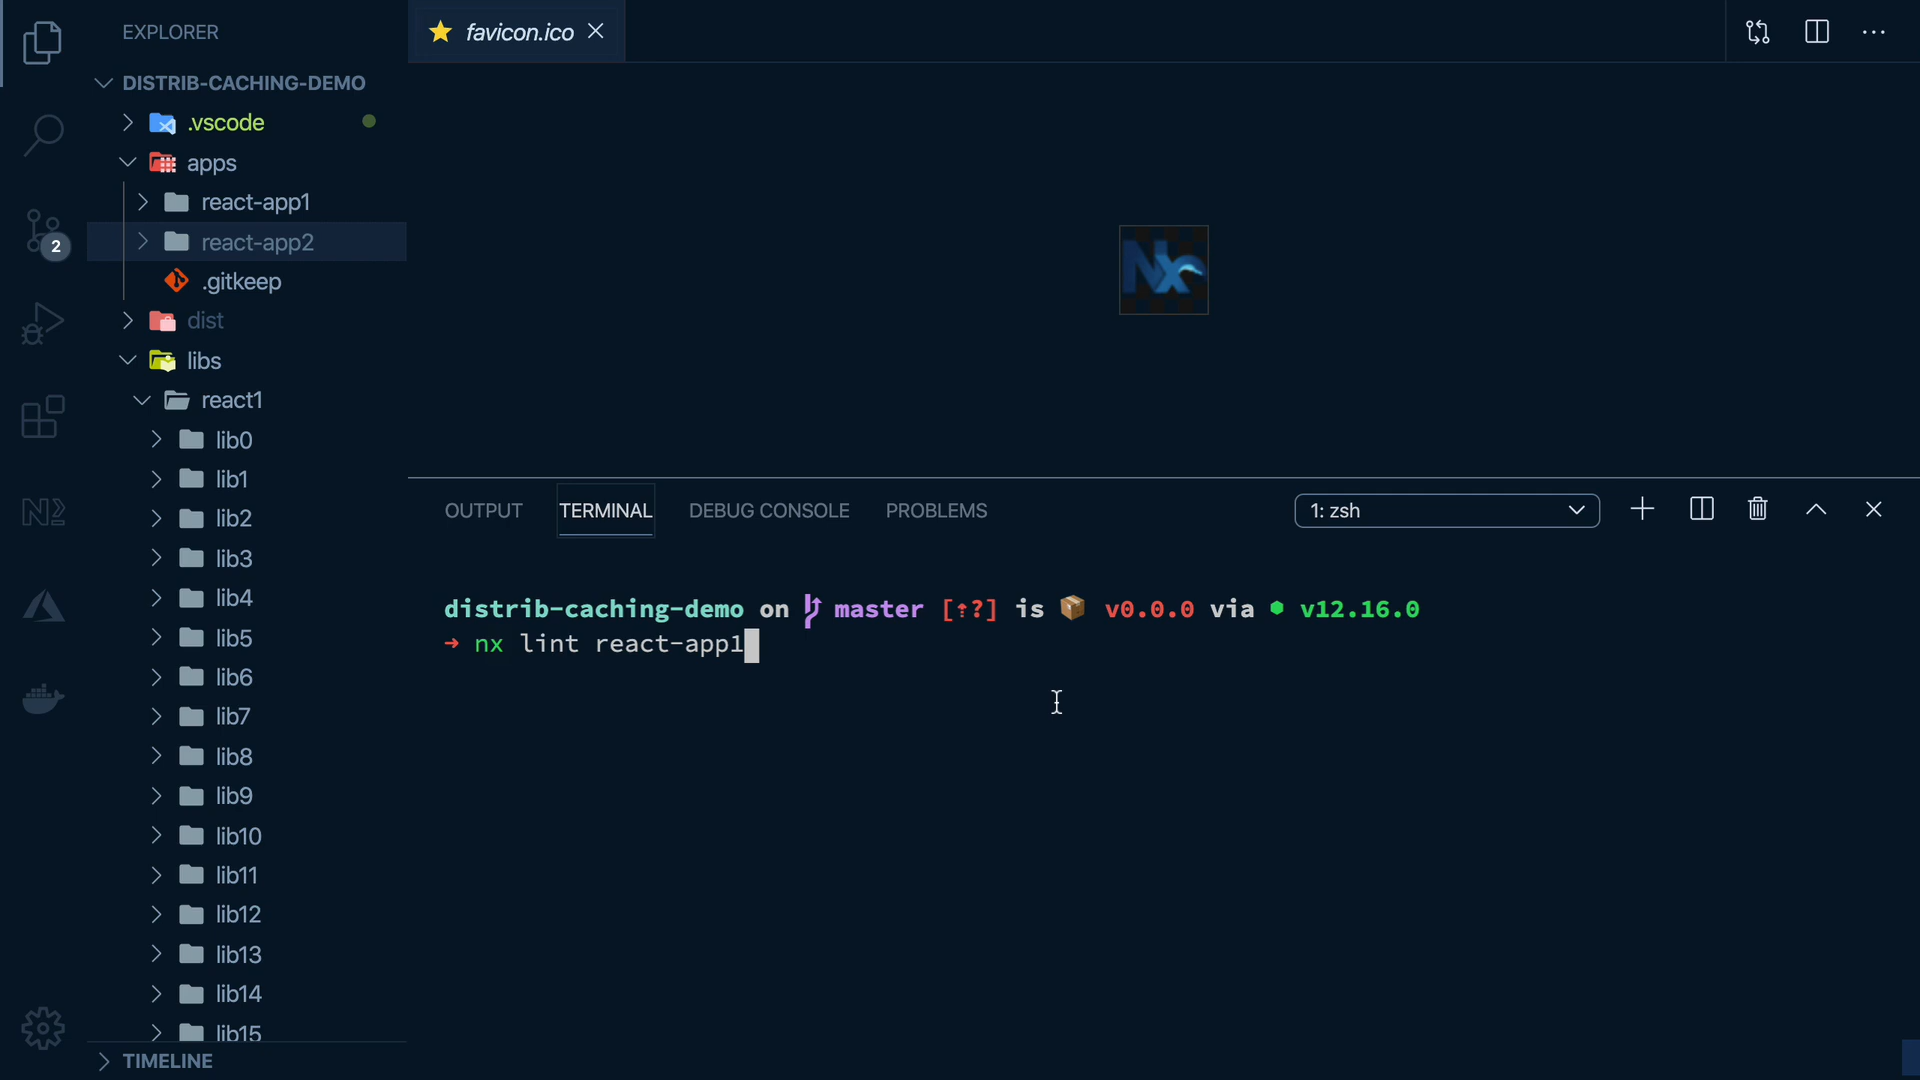 EXPLORER
DISTRIB-CACHING-DEMO
.vscode
apps
react-app1
react-app2
.gitkeep
dist
libs
react1
lib0
lib1
lib2
lib3
lib4
lib5
lib6
lib7
lib8
lib9
lib10
lib11
lib12
lib13
lib14
lib15
TIMELINE
2
favicon.ico
Nx
OUTPUT TERMINAL DEBUG CONSOLE PROBLEMS 1: zsh
distrib-caching-demo on master [⇡?] is 📦 v0.0.0 via ⬢ v12.16.0
➜ nx lint react-app1